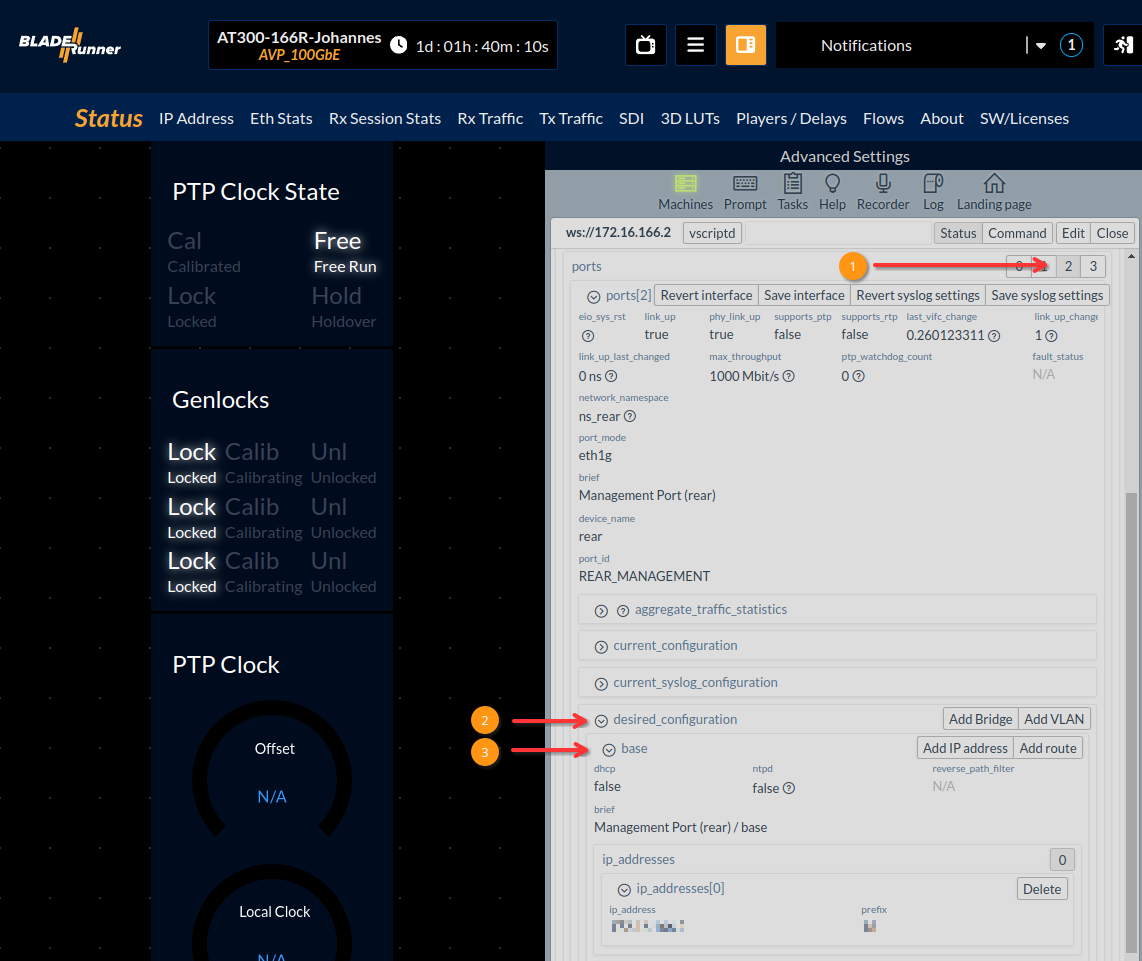 BLADE Runner
AT300-166R-Johannes
AVP_100GbE
1d : 01h : 40m : 10s
Notifications
1
Status IP Address Eth Stats Rx Session Stats Rx Traffic Tx Traffic SDI 3D LUTs Players / Delays Flows About SW/Licenses
PTP Clock State
Cal Free
Calibrated Free Run
Lock Hold
Locked Holdover
Genlocks
Lock Calib Unl
Locked Calibrating Unlocked
Lock Calib Unl
Locked Calibrating Unlocked
Lock Calib Unl
Locked Calibrating Unlocked
PTP Clock
Offset
N/A
Local Clock
N/A
Advanced Settings
Machines Prompt Tasks Help Recorder Log Landing page
ws://172.16.166.2 vscriptd Status Command Edit Close
ports 1 0 1 2 3
ports[2] Revert interface Save interface Revert syslog settings Save syslog settings
eio_sys_rst link_up phy_link_up supports_ptp supports_rtp last_vifc_change link_up_change
? true true false false 0.260123311 ? 1 ?
link_up_last_changed max_throughput ptp_watchdog_count fault_status
0 ns ? 1000 Mbit/s ? 0 ? N/A
network_namespace
ns_rear ?
port_mode
eth1g
brief
Management Port (rear)
device_name
rear
port_id
REAR_MANAGEMENT
? aggregate_traffic_statistics
current_configuration
current_syslog_configuration
2 desired_configuration Add Bridge Add VLAN
3 base Add IP address Add route
dhcp ntpd reverse_path_filter
false false ? N/A
brief
Management Port (rear) / base
ip_addresses 0
ip_addresses[0] Delete
ip_address prefix